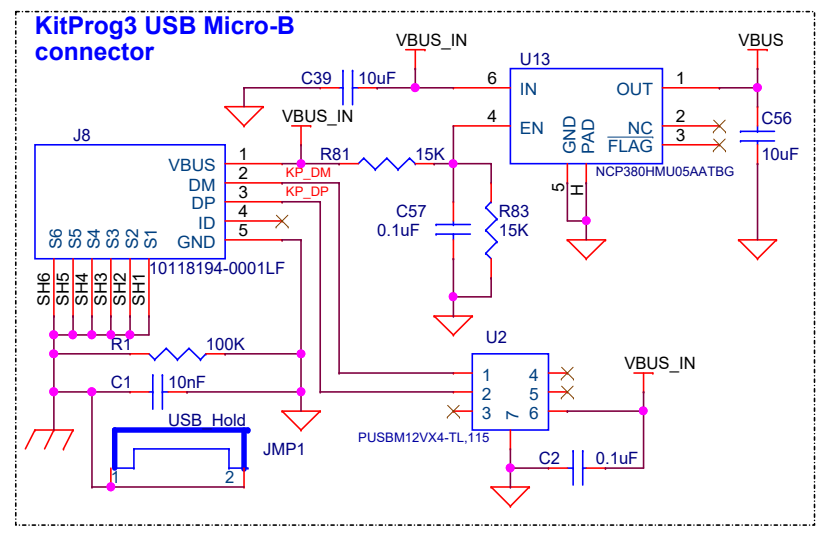 KitProg3 USB Micro-B
connector
VBUS_IN
VBUS
U13
C39
10uF
6
IN
OUT
1
4
EN
GND
PAD
NC
2
FLAG
3
5
H
NCP380HMU05AATBG
C56
10uF
VBUS_IN
J8
VBUS
1
DM
2
DP
3
ID
4
GND
5
KP_DM
KP_DP
R81
15K
C57
0.1uF
R83
15K
S6
S5
S4
S3
S2
S1
10118194-0001LF
SH6
SH5
SH4
SH3
SH2
SH1
R1
100K
C1
10nF
USB_Hold
JMP1
1
2
U2
1
2
3
4
5
6
7
PUSBM12VX4-TL,115
VBUS_IN
C2
0.1uF